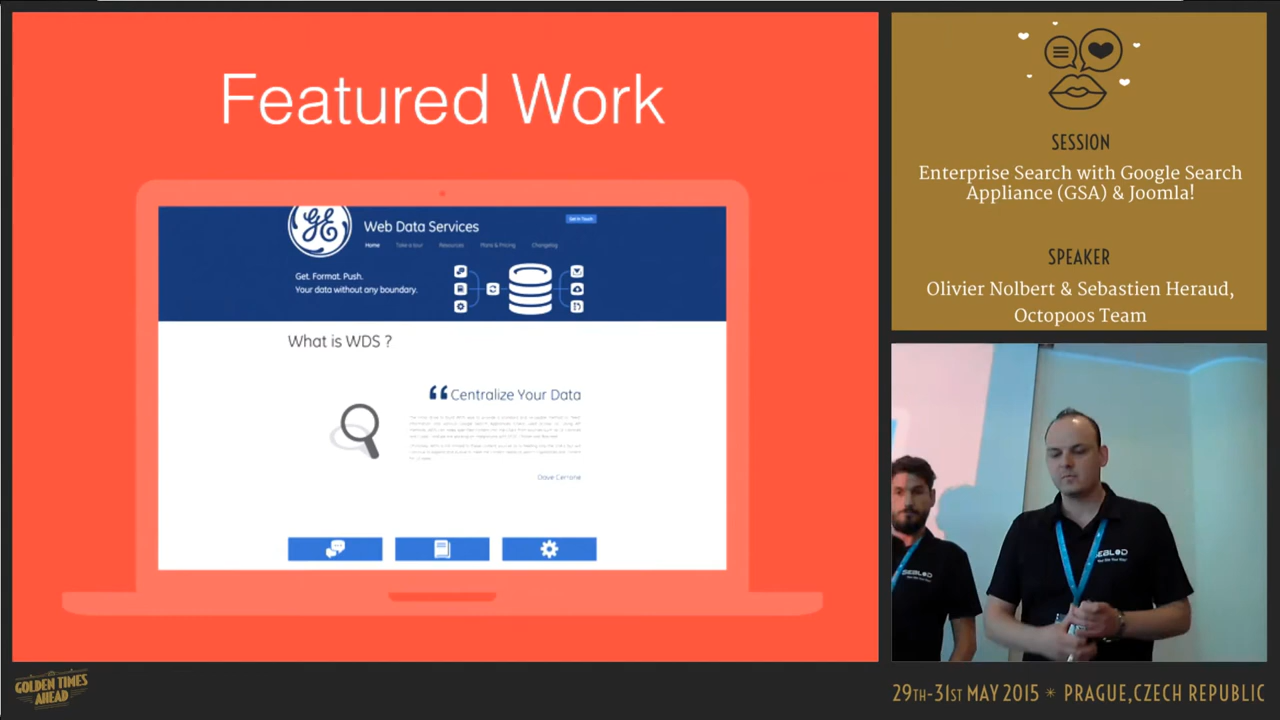 Featured Work
GE
Web Data Services
Get in Touch
Home Take a tour Resources Plans & Pricing Changelog
Get. Format. Push.
Your data without any boundary.
What is WDS ?
Centralize Your Data
Dave Cerrone
SESSION
Enterprise Search with Google Search
Appliance (GSA) & Joomla!
SPEAKER
Olivier Nolbert & Sebastien Heraud,
Octopoos Team
SEBLOD
SEBLOD
GOLDEN TIMES
AHEAD
29TH-31ST MAY 2015 * PRAGUE,CZECH REPUBLIC